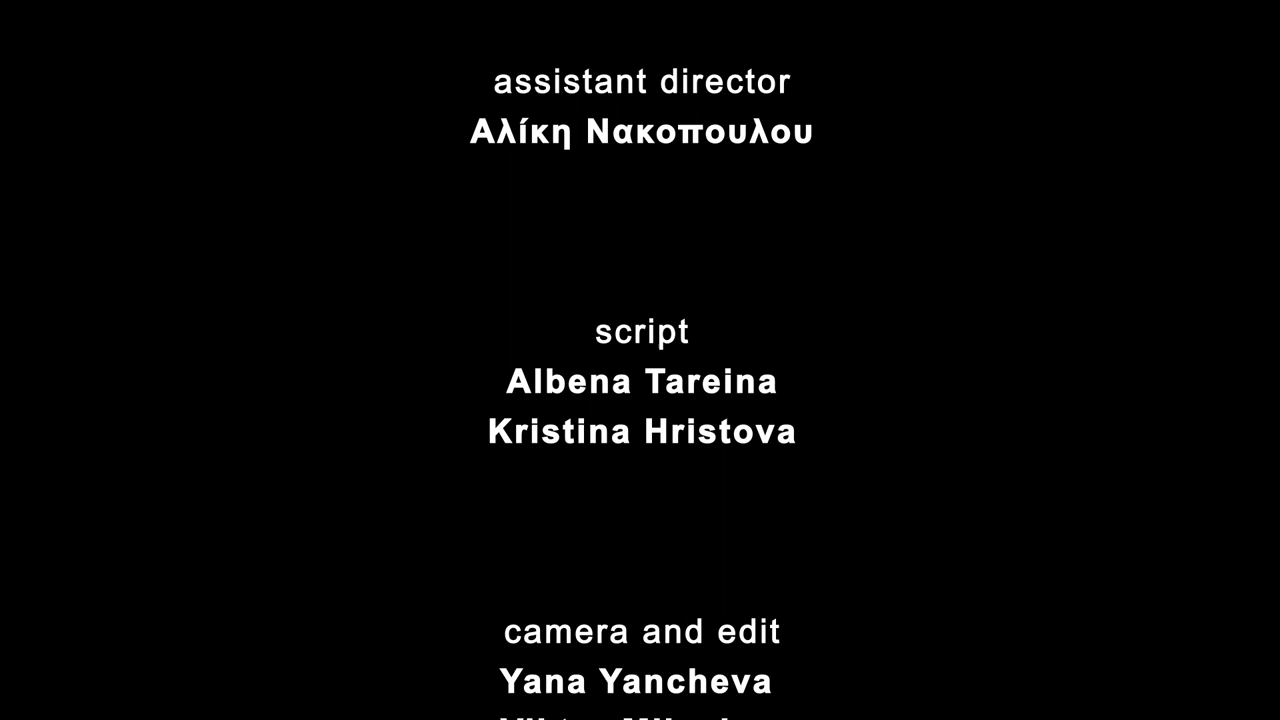 assistant director
Αλίκη Νακοπουλου
script
Albena Tareina
Kristina Hristova
camera and edit
Yana Yancheva